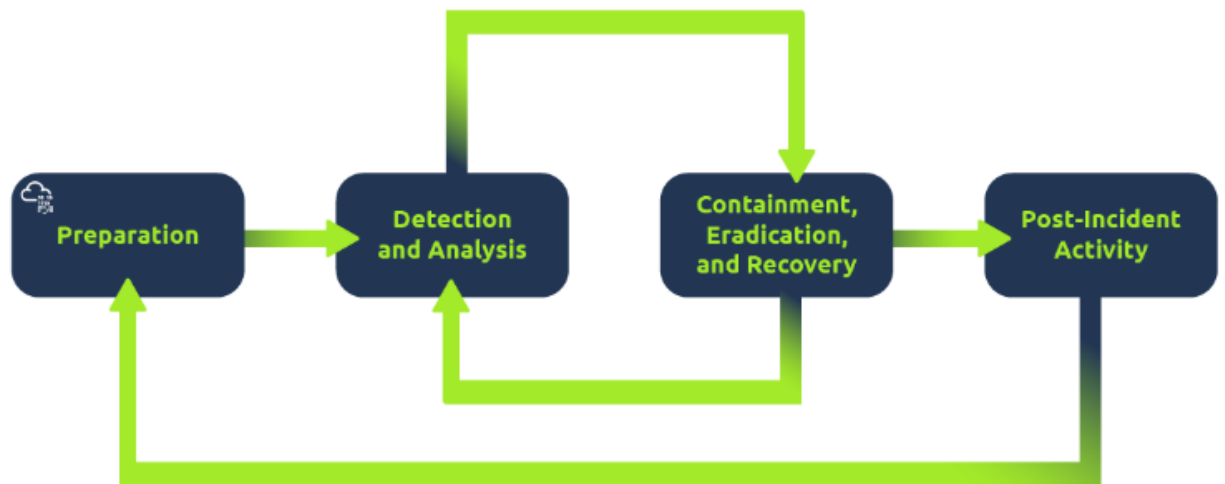 Preparation
Detection
and Analysis
Containment,
Eradication,
and Recovery
Post-Incident
Activity